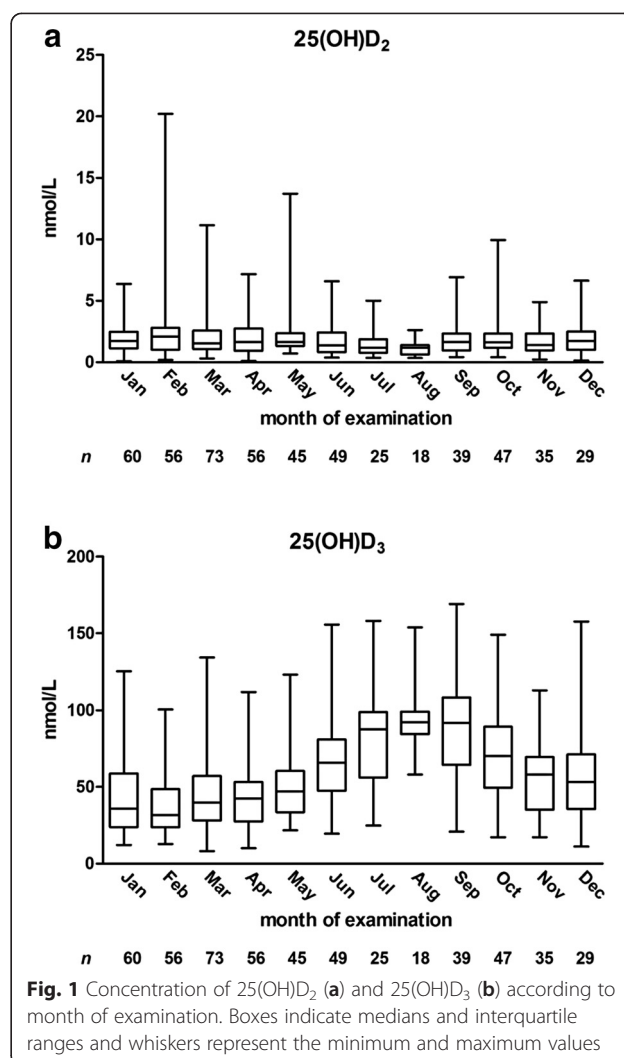 a
25(OH)D₂
25
20
15
10
5
0
nmol/L
Jan Feb Mar Apr May Jun Jul Aug Sep Oct Nov Dec
month of examination
n 60 56 73 56 45 49 25 18 39 47 35 29
b
25(OH)D₃
200
150
100
50
0
nmol/L
Jan Feb Mar Apr May Jun Jul Aug Sep Oct Nov Dec
month of examination
n 60 56 73 56 45 49 25 18 39 47 35 29
Fig. 1 Concentration of 25(OH)D₂ (a) and 25(OH)D₃ (b) according to
month of examination. Boxes indicate medians and interquartile
ranges and whiskers represent the minimum and maximum values